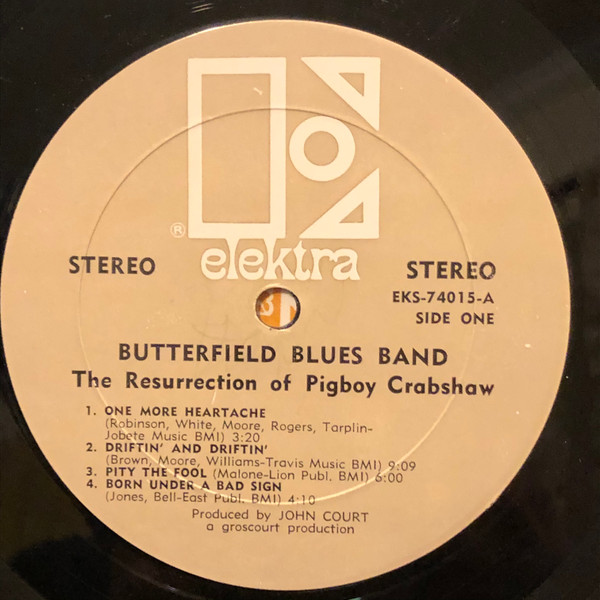 ®
elektra
STEREO
STEREO
EKS-74015-A
SIDE ONE
BUTTERFIELD BLUES BAND
The Resurrection of Pigboy Crabshaw
1. ONE MORE HEARTACHE
(Robinson, White, Moore, Rogers, Tarplin-
Jobete Music BMI) 3:20
2. DRIFTIN' AND DRIFTIN'
(Brown, Moore, Williams-Travis Music BMI) 9:09
3. PITY THE FOOL (Malone-Lion Publ. BMI) 6:00
4. BORN UNDER A BAD SIGN
(Jones, Bell-East Publ. BMI) 4:10
Produced by JOHN COURT
a groscourt production